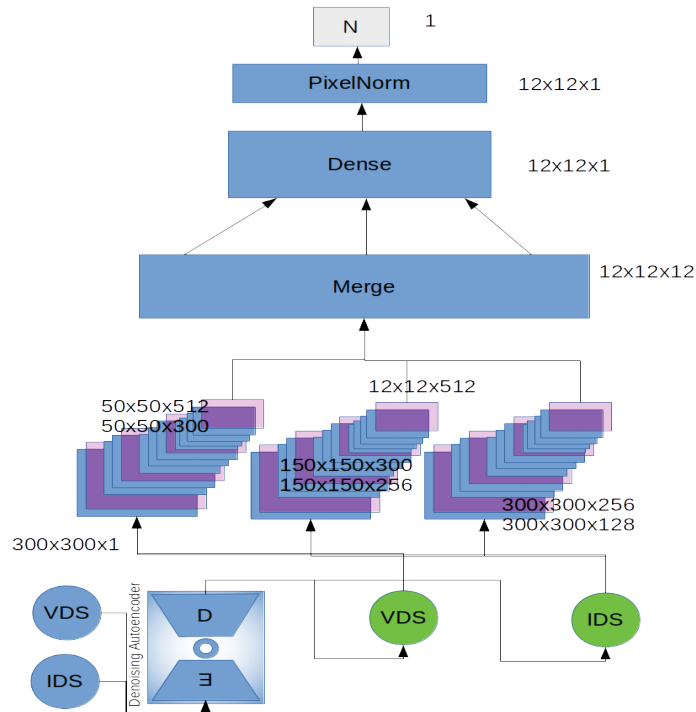 N
1
PixelNorm
12x12x1
Dense
12x12x1
Merge
12x12x12
50x50x512
50x50x300
12x12x512
150x150x300
150x150x256
300x300x256
300x300x128
300x300x1
VDS
IDS
Denoising Autoencoder
D
E
VDS
IDS